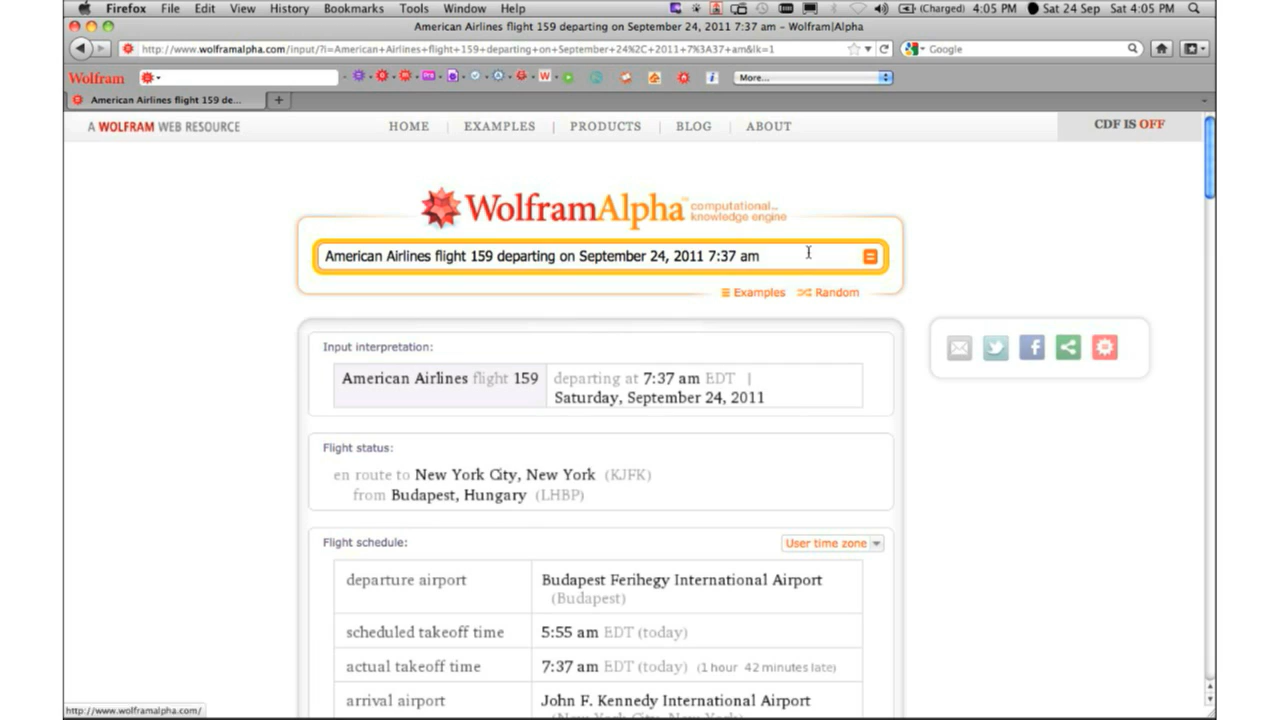 Firefox File Edit View History Bookmarks Tools Window Help (Charged) 4:05 PM Sat 24 Sep Sat 4:05 PM
American Airlines flight 159 departing on September 24, 2011 7:37 am – Wolfram|Alpha
http://www.wolframalpha.com/input/?i=American+Airlines+flight+159+departing+on+September+24%2C+2011+7%3A37+am&lk=1 Google
Wolfram More...
American Airlines flight 159 de... +
A WOLFRAM WEB RESOURCE HOME | EXAMPLES | PRODUCTS | BLOG | ABOUT CDF IS OFF
WolframAlpha computational...
knowledge engine
American Airlines flight 159 departing on September 24, 2011 7:37 am
Examples Random
Input interpretation:
American Airlines flight 159 departing at 7:37 am EDT |
Saturday, September 24, 2011
Flight status:
en route to New York City, New York (KJFK)
from Budapest, Hungary (LHBP)
Flight schedule: User time zone
departure airport Budapest Ferihegy International Airport
(Budapest)
scheduled takeoff time 5:55 am EDT (today)
actual takeoff time 7:37 am EDT (today) (1 hour 42 minutes late)
arrival airport John F. Kennedy International Airport
(New York City, New York)
http://www.wolframalpha.com/